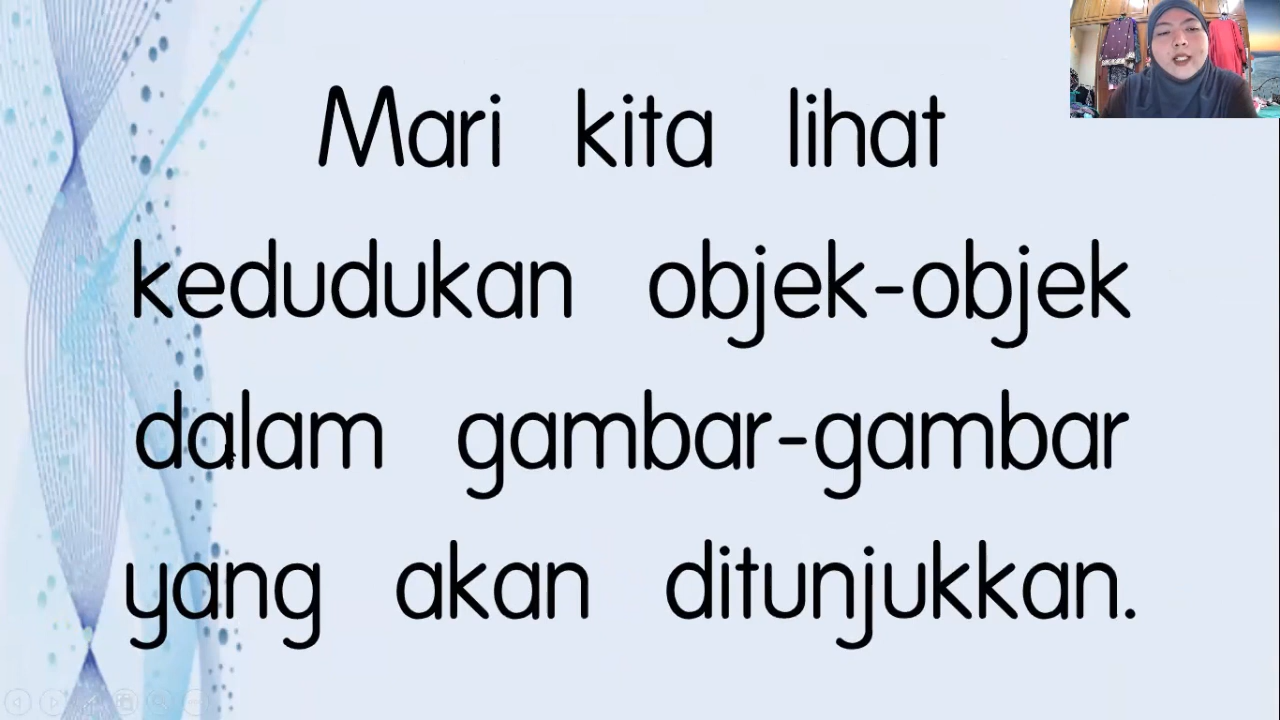 Mari kita lihat
kedudukan objek-objek
dalam gambar-gambar
yang akan ditunjukkan.